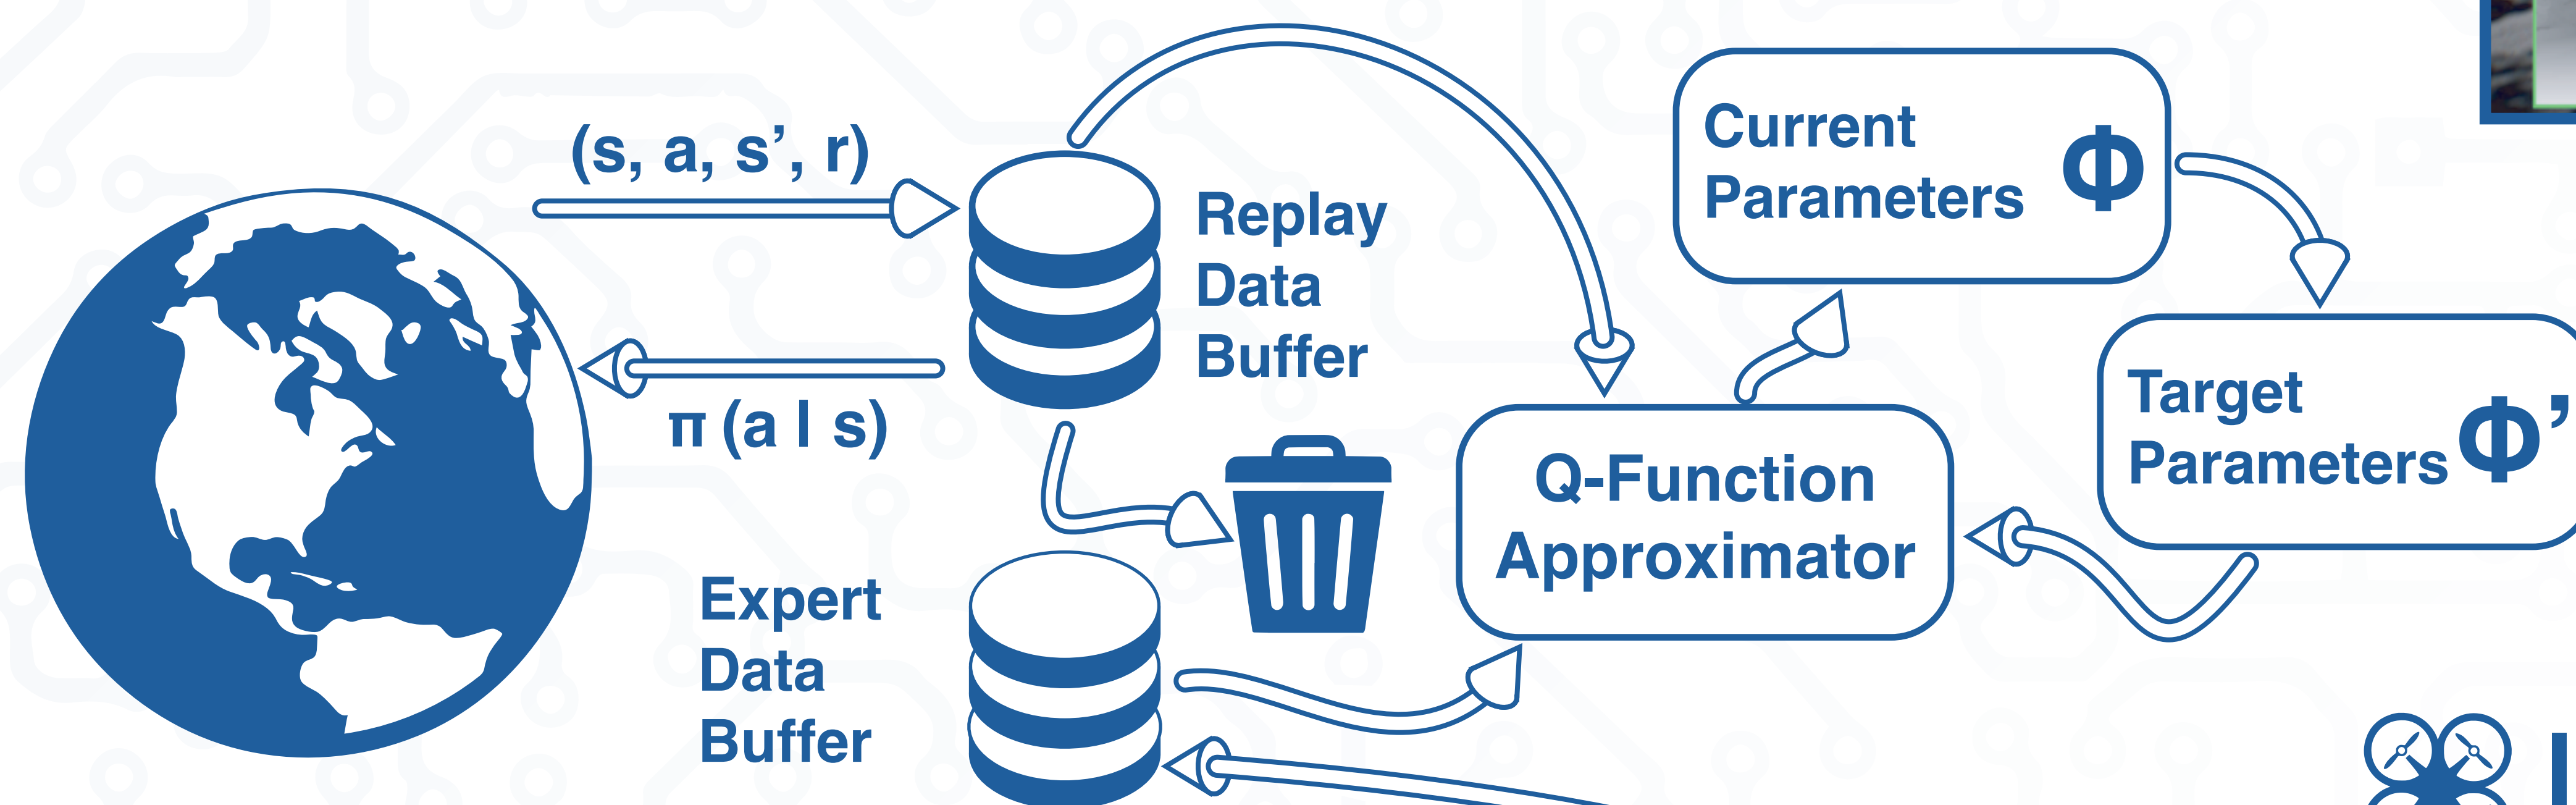 (s, a, s’, r)
π (a | s)
Replay
Data
Buffer
Expert
Data
Buffer
Q-Function
Approximator
Current
Parameters Φ
Target
Parameters Φ’